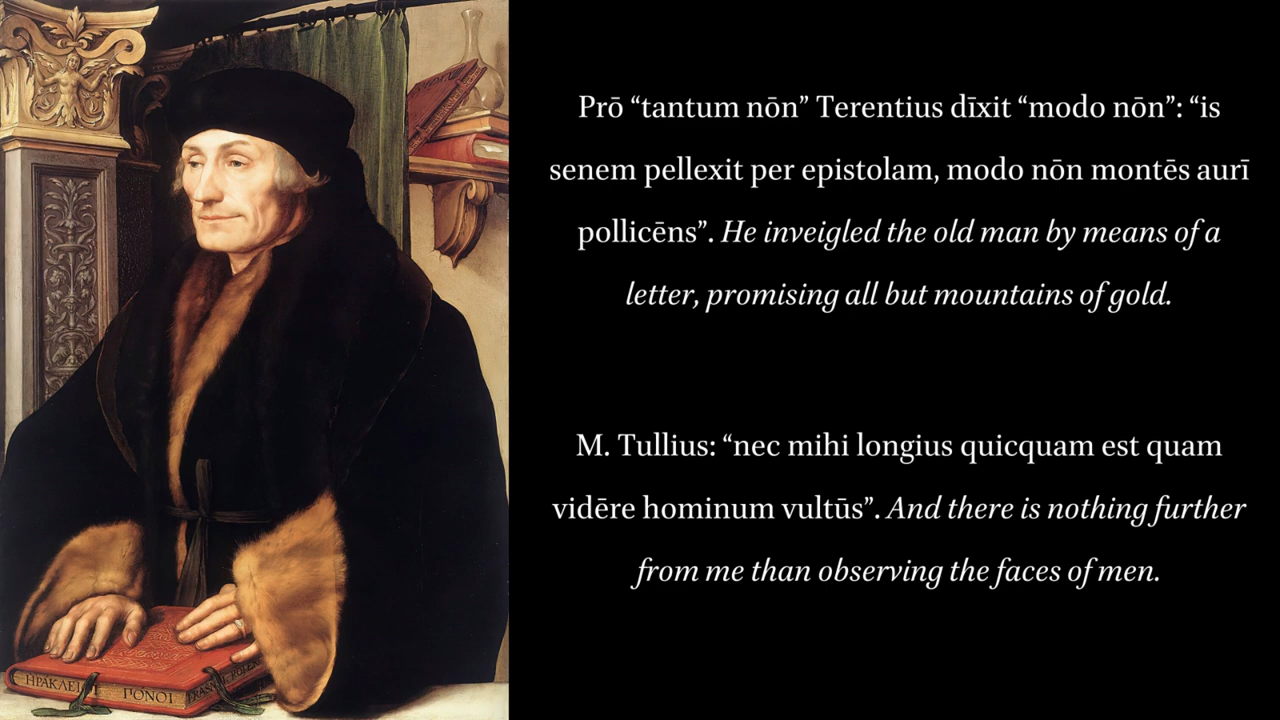 Prō “tantum nōn” Terentius dīxit “modo nōn”: “is
senem pellexit per epistolam, modo nōn montēs aurī
pollicēns”. He inveigled the old man by means of a
letter, promising all but mountains of gold.
M. Tullius: “nec mihi longius quicquam est quam
vidēre hominum vultūs”. And there is nothing further
from me than observing the faces of men.
ΗΡΑΚΛΕΙΟΙ ΠΟΝΟΙ